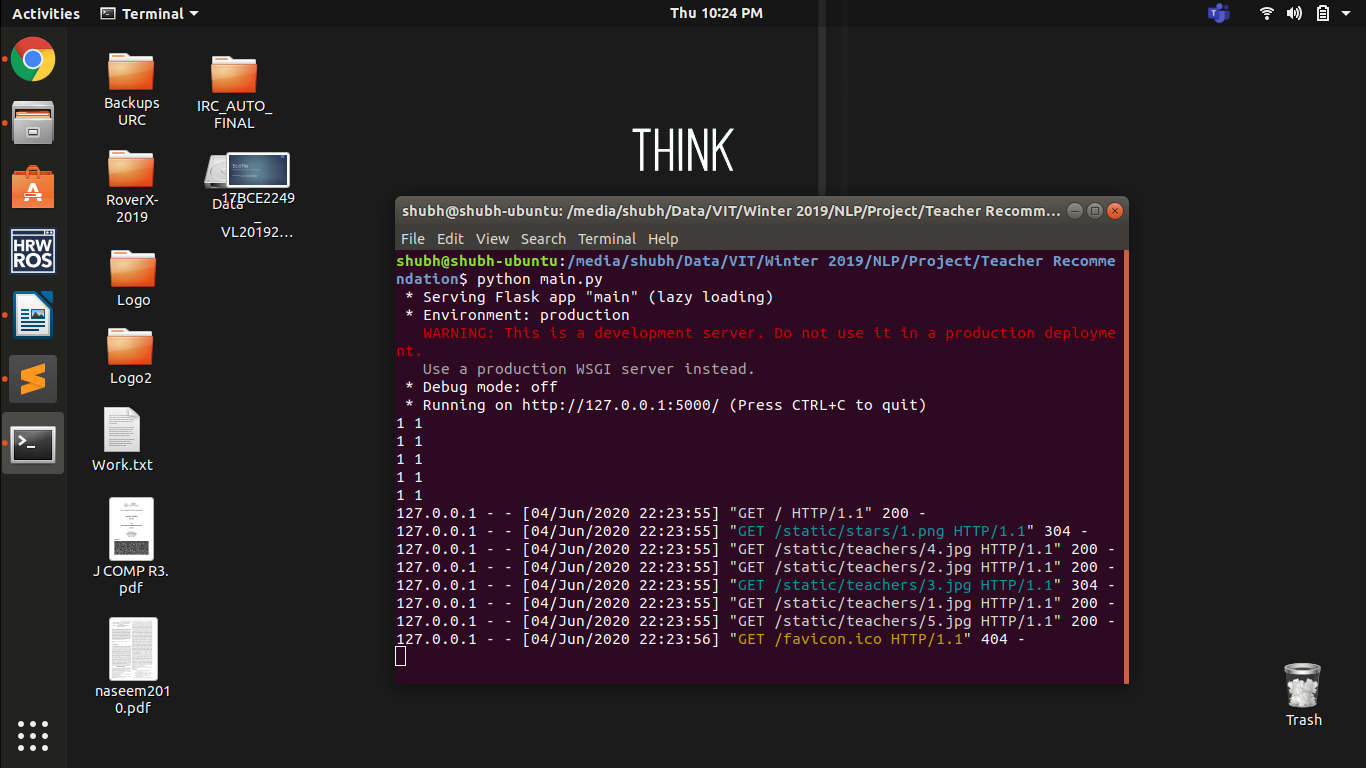 Activities
Terminal
Thu 10:24 PM
Backups
URC
IRC_AUTO_
FINAL
THINK
RoverX-
2019
Data
17BCE2249
_
VL20192…
HRW
ROS
Logo
Logo2
Work.txt
J COMP R3.
pdf
naseem201
0.pdf
Trash
shubh@shubh-ubuntu: /media/shubh/Data/VIT/Winter 2019/NLP/Project/Teacher Recomm…
File Edit View Search Terminal Help
shubh@shubh-ubuntu:/media/shubh/Data/VIT/Winter 2019/NLP/Project/Teacher Recomme
ndation$ python main.py
* Serving Flask app "main" (lazy loading)
* Environment: production
WARNING: This is a development server. Do not use it in a production deployme
nt.
Use a production WSGI server instead.
* Debug mode: off
* Running on http://127.0.0.1:5000/ (Press CTRL+C to quit)
1 1
1 1
1 1
1 1
1 1
127.0.0.1 - - [04/Jun/2020 22:23:55] "GET / HTTP/1.1" 200 -
127.0.0.1 - - [04/Jun/2020 22:23:55] "GET /static/stars/1.png HTTP/1.1" 304 -
127.0.0.1 - - [04/Jun/2020 22:23:55] "GET /static/teachers/4.jpg HTTP/1.1" 200 -
127.0.0.1 - - [04/Jun/2020 22:23:55] "GET /static/teachers/2.jpg HTTP/1.1" 200 -
127.0.0.1 - - [04/Jun/2020 22:23:55] "GET /static/teachers/3.jpg HTTP/1.1" 304 -
127.0.0.1 - - [04/Jun/2020 22:23:55] "GET /static/teachers/1.jpg HTTP/1.1" 200 -
127.0.0.1 - - [04/Jun/2020 22:23:55] "GET /static/teachers/5.jpg HTTP/1.1" 200 -
127.0.0.1 - - [04/Jun/2020 22:23:56] "GET /favicon.ico HTTP/1.1" 404 -